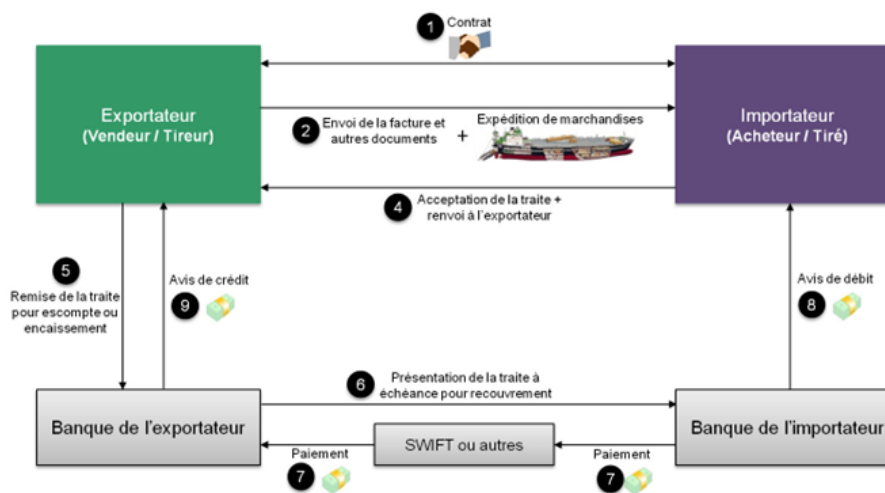 1 Contrat
Exportateur
(Vendeur / Tireur)
Importateur
(Acheteur / Tiré)
2 Envoi de la facture et
autres documents
+
Expédition de marchandises
4 Acceptation de la traite +
renvoi à l'exportateur
5
Remise de la traite
pour escompte ou
encaissement
Avis de crédit
9
Avis de débit
8
6 Présentation de la traite à
échéance pour recouvrement
Banque de l'exportateur
Banque de l'importateur
SWIFT ou autres
Paiement
7
Paiement
7